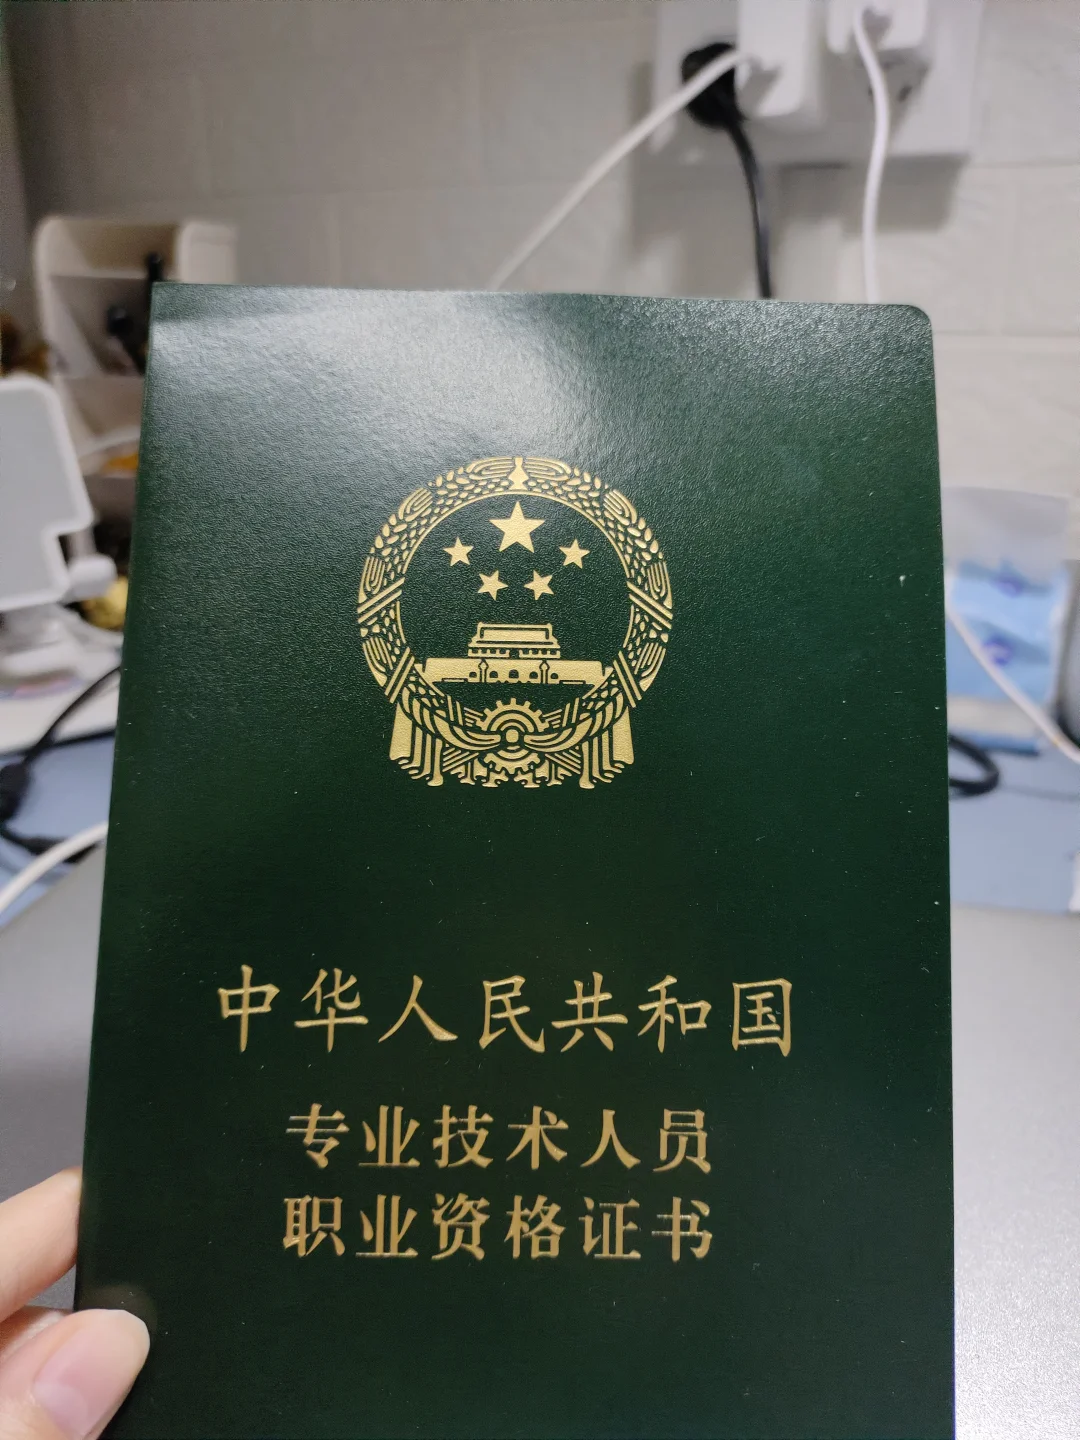 中华人民共和国
专业技术人员
职业资格证书